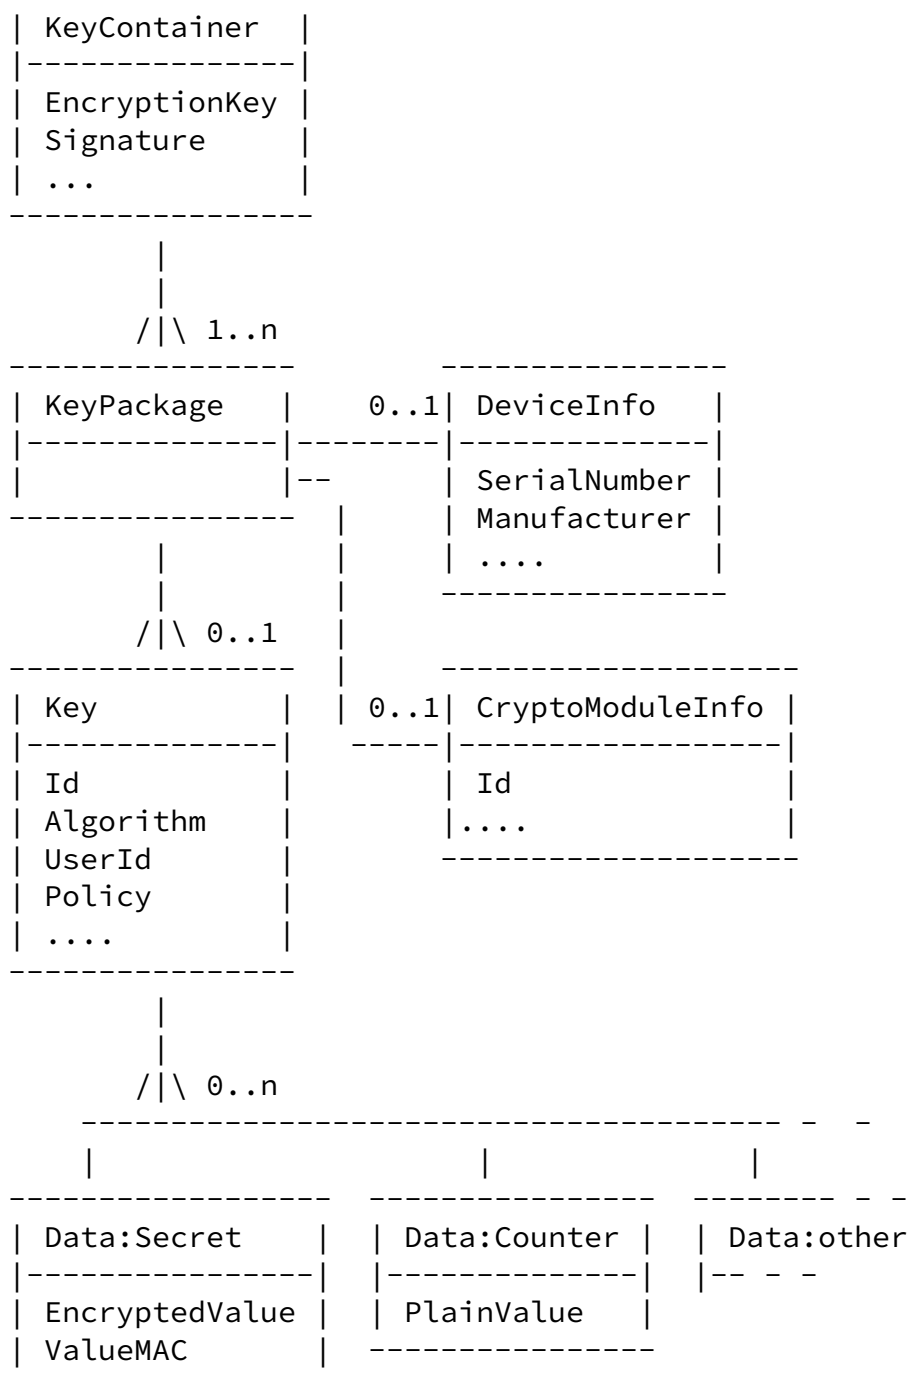 | KeyContainer  |
|---------------|
| EncryptionKey |
| Signature     |
| ...           |
-----------------
        |
        |
       /|\ 1..n
----------------        ----------------
| KeyPackage   |    0..1| DeviceInfo   |
|--------------|--------|--------------|
|              |--      | SerialNumber |
----------------  |     | Manufacturer |
        |         |     | ....         |
        |         |     ----------------
       /|\ 0..1   |
----------------  |     --------------------
| Key          |  | 0..1| CryptoModuleInfo |
|--------------|   -----|------------------|
| Id           |        | Id               |
| Algorithm    |        |....              |
| UserId       |        --------------------
| Policy       |
| ....         |
----------------
        |
        |
       /|\ 0..n
    --------------------------------------- -  -
    |                     |              |
------------------  ----------------  -------- - -
| Data:Secret    |  | Data:Counter |  | Data:other
|----------------|  |--------------|  |-- - -
| EncryptedValue |  | PlainValue   |
| ValueMAC       |  ----------------